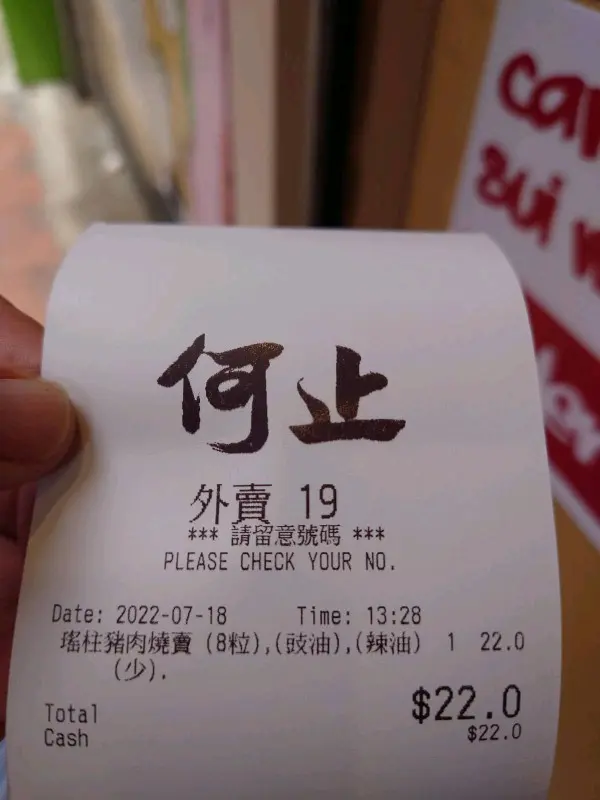 何止
外賣 19
*** 請留意號碼 ***
PLEASE CHECK YOUR NO.
Date: 2022-07-18 Time: 13:28
瑤柱豬肉燒賣 (8粒),(豉油),(辣油) 1 22.0
(少),
Total $22.0
Cash $22.0